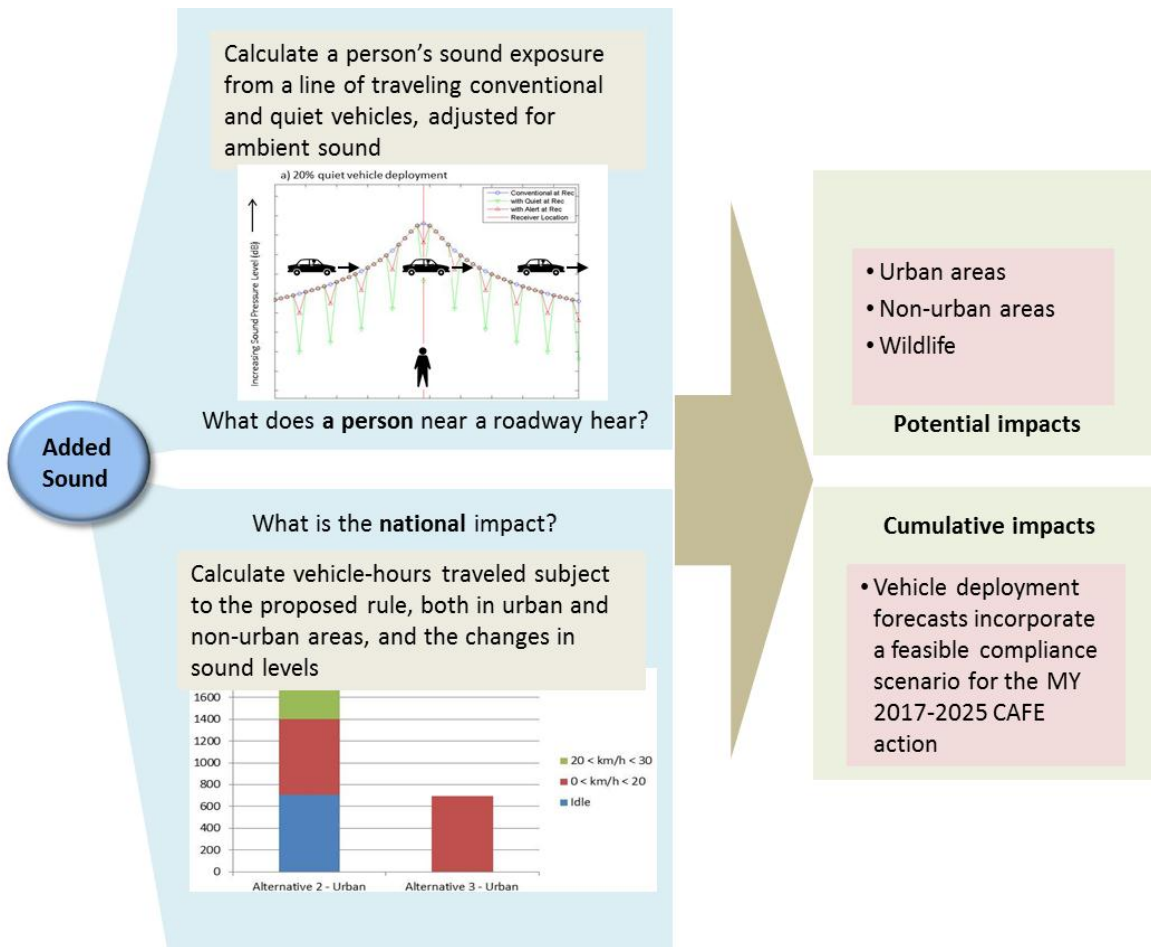 Calculate a person’s sound exposure
from a line of traveling conventional
and quiet vehicles, adjusted for
ambient sound
a) 20% quiet vehicle deployment
Increasing Sound Pressure Level (dB)
Conventional at Rec
with Quiet at Rec
with Alert at Rec
Receiver Location
What does a person near a roadway hear?
Added
Sound
What is the national impact?
Calculate vehicle-hours traveled subject
to the proposed rule, both in urban and
non-urban areas, and the changes in
sound levels
1600
1400
1200
1000
800
600
400
200
0
20 < km/h < 30
0 < km/h < 20
Idle
Alternative 2 - Urban
Alternative 3 - Urban
• Urban areas
• Non-urban areas
• Wildlife
Potential impacts
Cumulative impacts
• Vehicle deployment
forecasts incorporate
a feasible compliance
scenario for the MY
2017-2025 CAFE
action